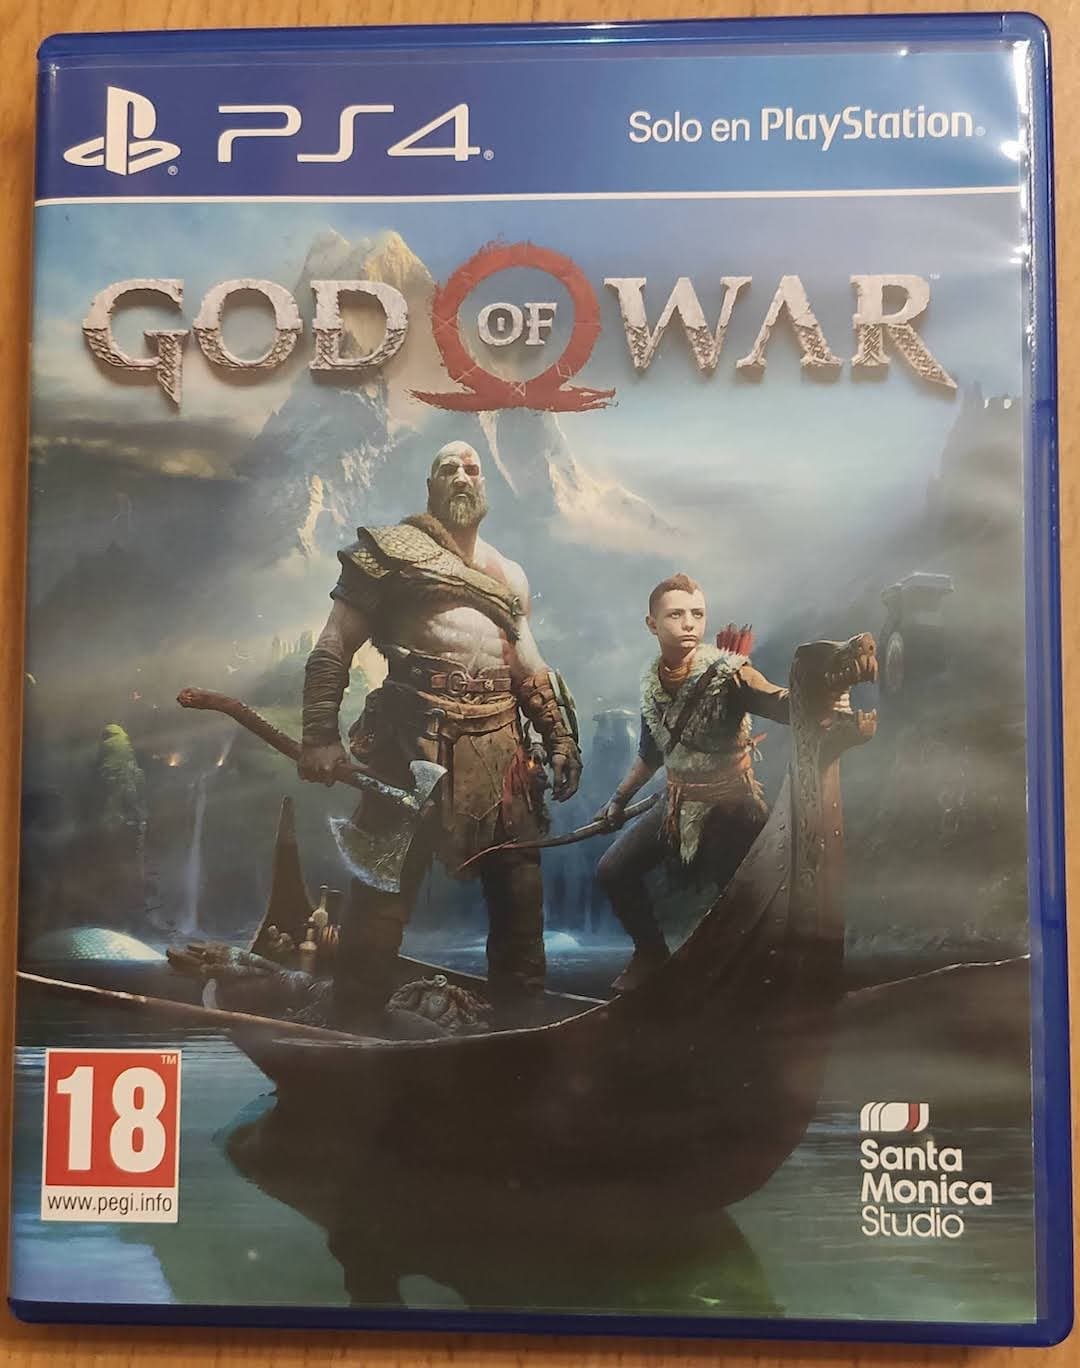 PS4
Solo en PlayStation
GOD OF WAR
18
www.pegi.info
Santa
Monica
Studio